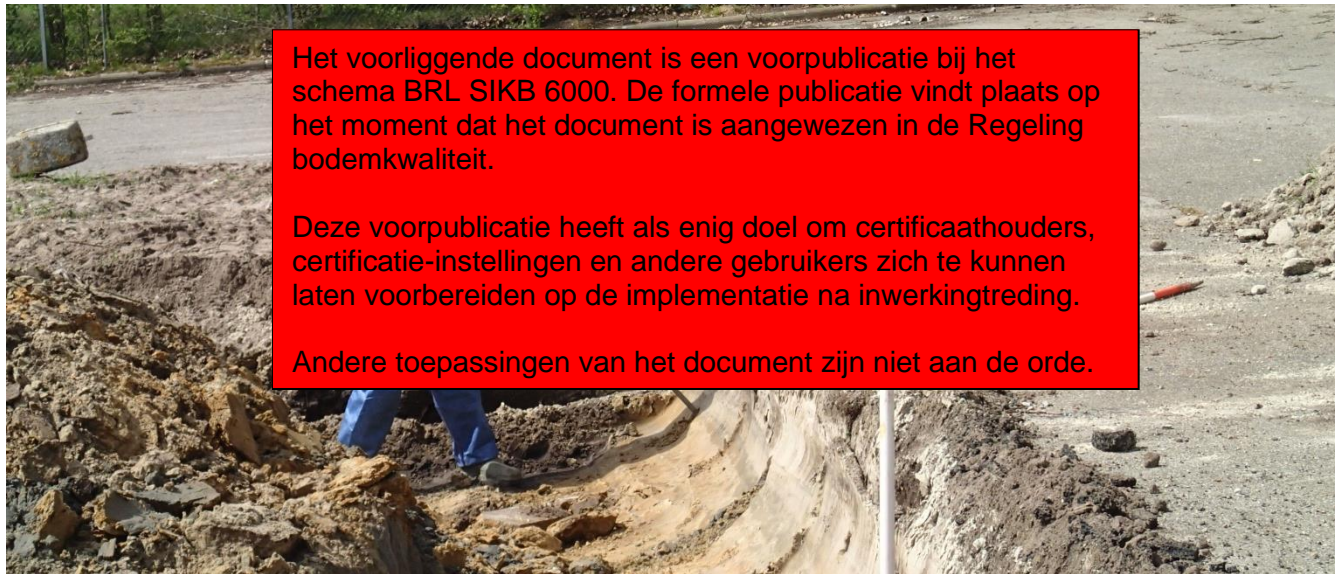 Het voorliggende document is een voorpublicatie bij het
schema BRL SIKB 6000. De formele publicatie vindt plaats op
het moment dat het document is aangewezen in de Regeling
bodemkwaliteit.
Deze voorpublicatie heeft als enig doel om certificaathouders,
certificatie-instellingen en andere gebruikers zich te kunnen
laten voorbereiden op de implementatie na inwerkingtreding.
Andere toepassingen van het document zijn niet aan de orde.